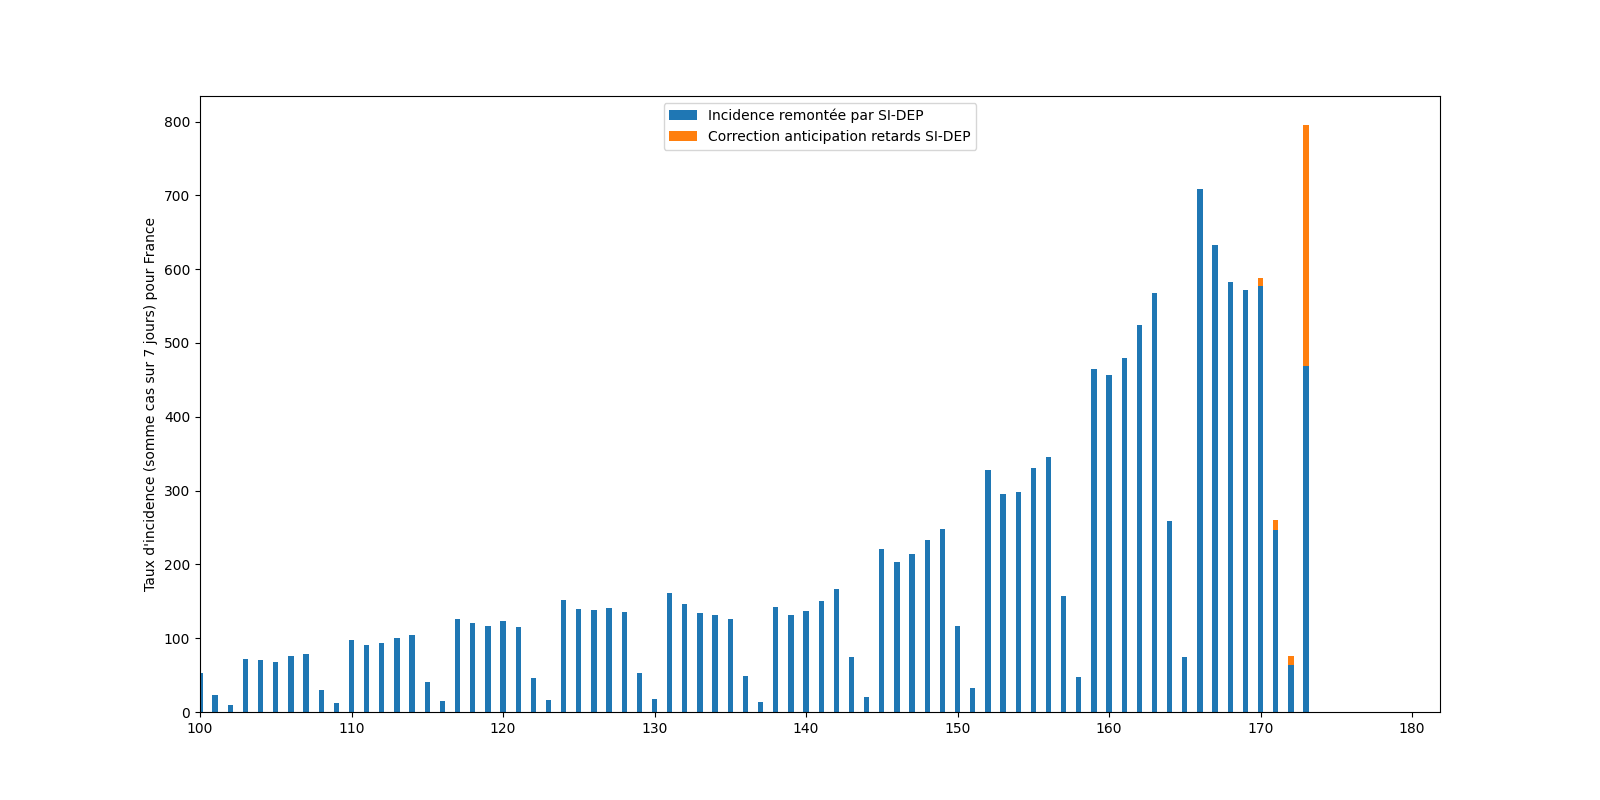 Incidence remontée par SI-DEP
Correction anticipation retards SI-DEP
Taux d'incidence (somme cas sur 7 jours) pour France
800
700
600
500
400
300
200
100
0
100 110 120 130 140 150 160 170 180